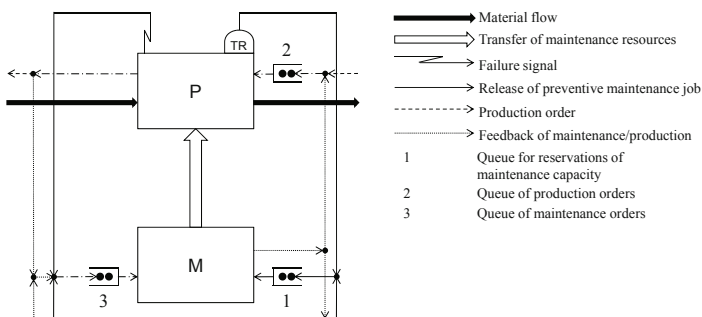 TR
2
P
M
3
1
Material flow
Transfer of maintenance resources
Failure signal
Release of preventive maintenance job
Production order
Feedback of maintenance/production
1 Queue for reservations of
maintenance capacity
2 Queue of production orders
3 Queue of maintenance orders